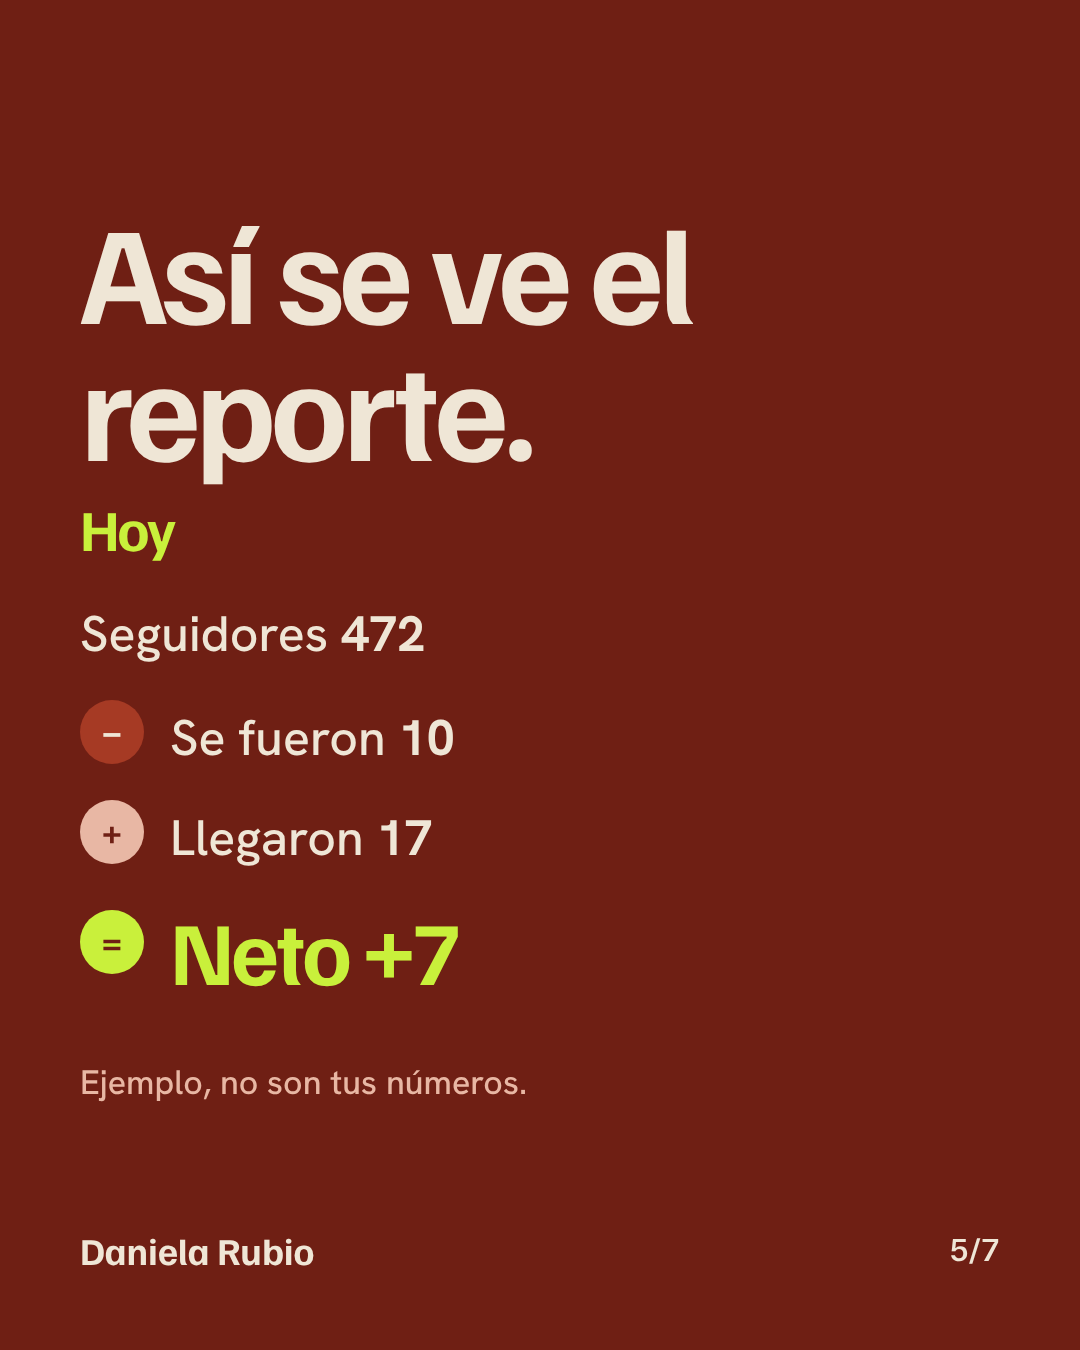 Así se ve el
reporte.
Hoy
Seguidores 472
– Se fueron 10
+ Llegaron 17
= Neto +7
Ejemplo, no son tus números.
Daniela Rubio
5/7